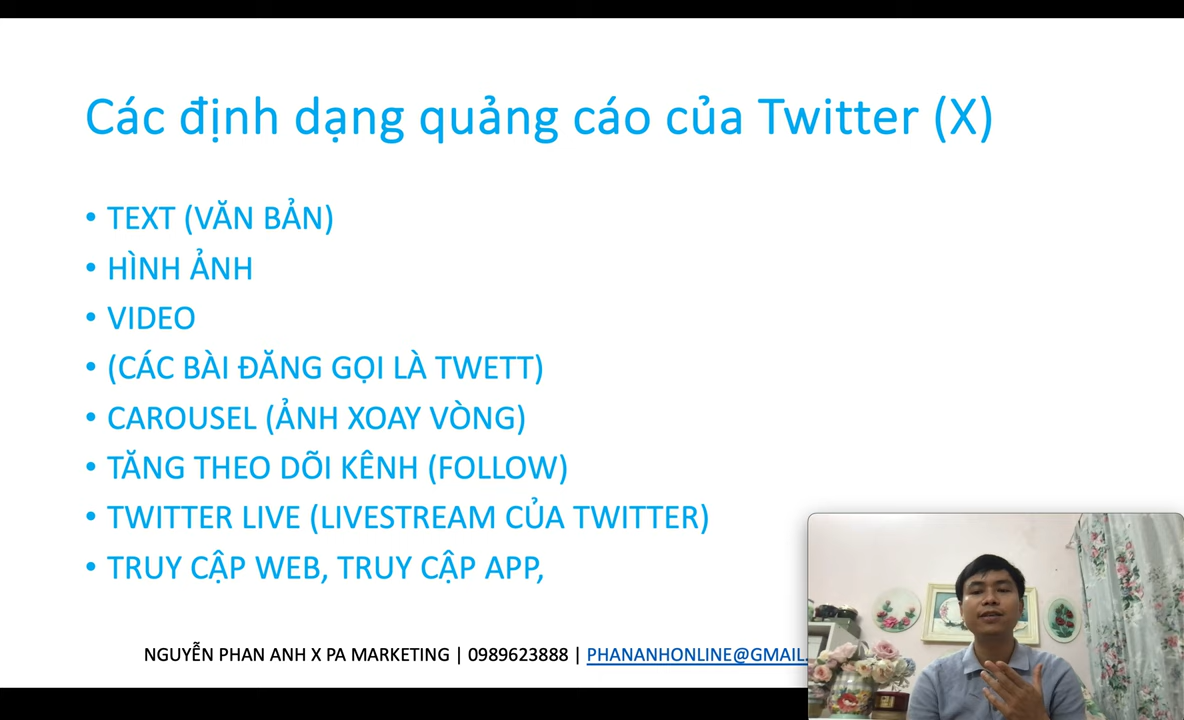 Các định dạng quảng cáo của Twitter (X)
• TEXT (VĂN BẢN)
• HÌNH ẢNH
• VIDEO
• (CÁC BÀI ĐĂNG GỌI LÀ TWETT)
• CAROUSEL (ẢNH XOAY VÒNG)
• TĂNG THEO DÕI KÊNH (FOLLOW)
• TWITTER LIVE (LIVESTREAM CỦA TWITTER)
• TRUY CẬP WEB, TRUY CẬP APP,
NGUYỄN PHAN ANH X PA MARKETING | 0989623888 | PHANANHONLINE@GMAIL.